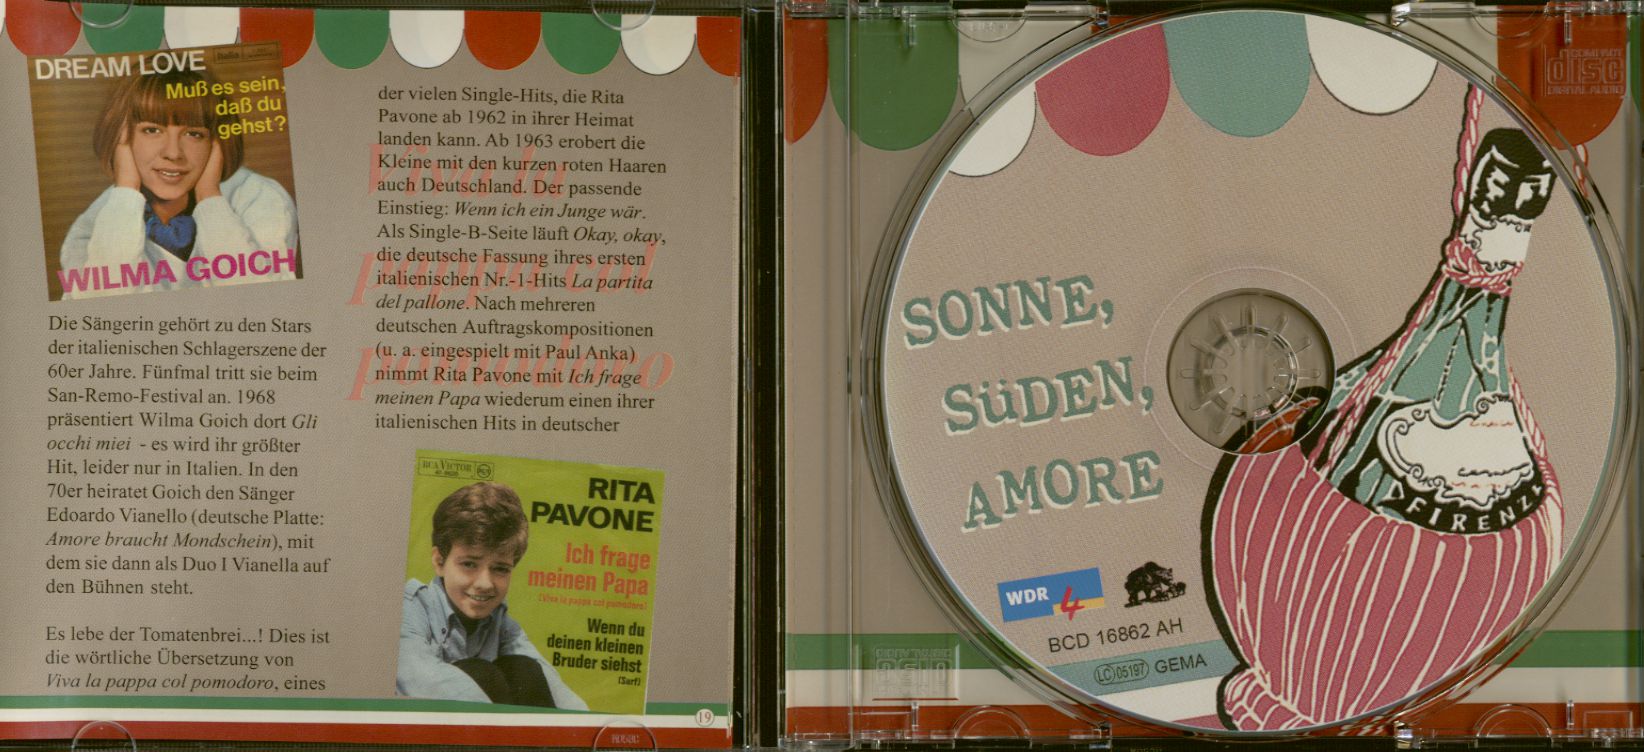 DREAM LOVE
Muß es sein,
daß du
gehst?
WILMA GOICH
Die Sängerin gehört zu den Stars
der italienischen Schlagerszene der
60er Jahre. Fünfmal tritt sie beim
San-Remo-Festival an. 1968
präsentiert Wilma Goich dort Gli
occhi miei - es wird ihr größter
Hit, leider nur in Italien. In den
70er heiratet Goich den Sänger
Edoardo Vianello (deutsche Platte:
Amore braucht Mondschein), mit
dem sie dann als Duo I Vianella auf
den Bühnen steht.
Es lebe der Tomatenbrei...! Dies ist
die wörtliche Übersetzung von
Viva la pappa col pomodoro, eines
der vielen Single-Hits, die Rita
Pavone ab 1962 in ihrer Heimat
landen kann. Ab 1963 erobert die
Kleine mit den kurzen roten Haaren
auch Deutschland. Der passende
Einstieg: Wenn ich ein Junge wär.
Als Single-B-Seite läuft Okay, okay,
die deutsche Fassung ihres ersten
italienischen Nr.-1-Hits La partita
del pallone. Nach mehreren
deutschen Auftragskompositionen
(u. a. eingespielt mit Paul Anka)
nimmt Rita Pavone mit Ich frage
meinen Papa wiederum einen ihrer
italienischen Hits in deutscher
Viva la
pappa col
pomodoro
RCA VICTOR
RITA
PAVONE
Ich frage
meinen Papa
(Viva la pappa col pomodoro)
Wenn du
deinen kleinen
Bruder siehst
(Surf)
19
COMPACT
disc
DIGITAL AUDIO
SONNE,
SÜDEN,
AMORE
FIRENZE
WDR 4
BCD 16862 AH
LC 05197 GEMA